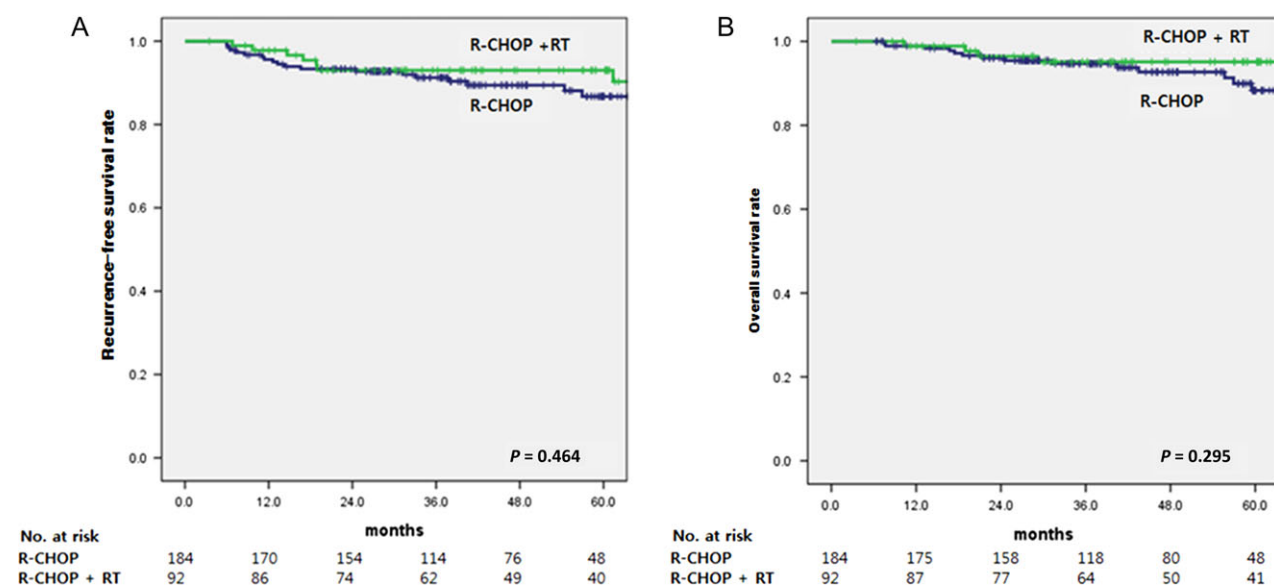 A
Recurrence-free survival rate
1.0
0.8
0.6
0.4
0.2
0.0
R-CHOP +RT
R-CHOP
P = 0.464
0.0 12.0 24.0 36.0 48.0 60.0
months
No. at risk
R-CHOP 184 170 154 114 76 48
R-CHOP + RT 92 86 74 62 49 40
B
Overall survival rate
1.0
0.8
0.6
0.4
0.2
0.0
R-CHOP + RT
R-CHOP
P = 0.295
0.0 12.0 24.0 36.0 48.0 60.0
months
No. at risk
R-CHOP 184 175 158 118 80 48
R-CHOP + RT 92 87 77 64 50 41